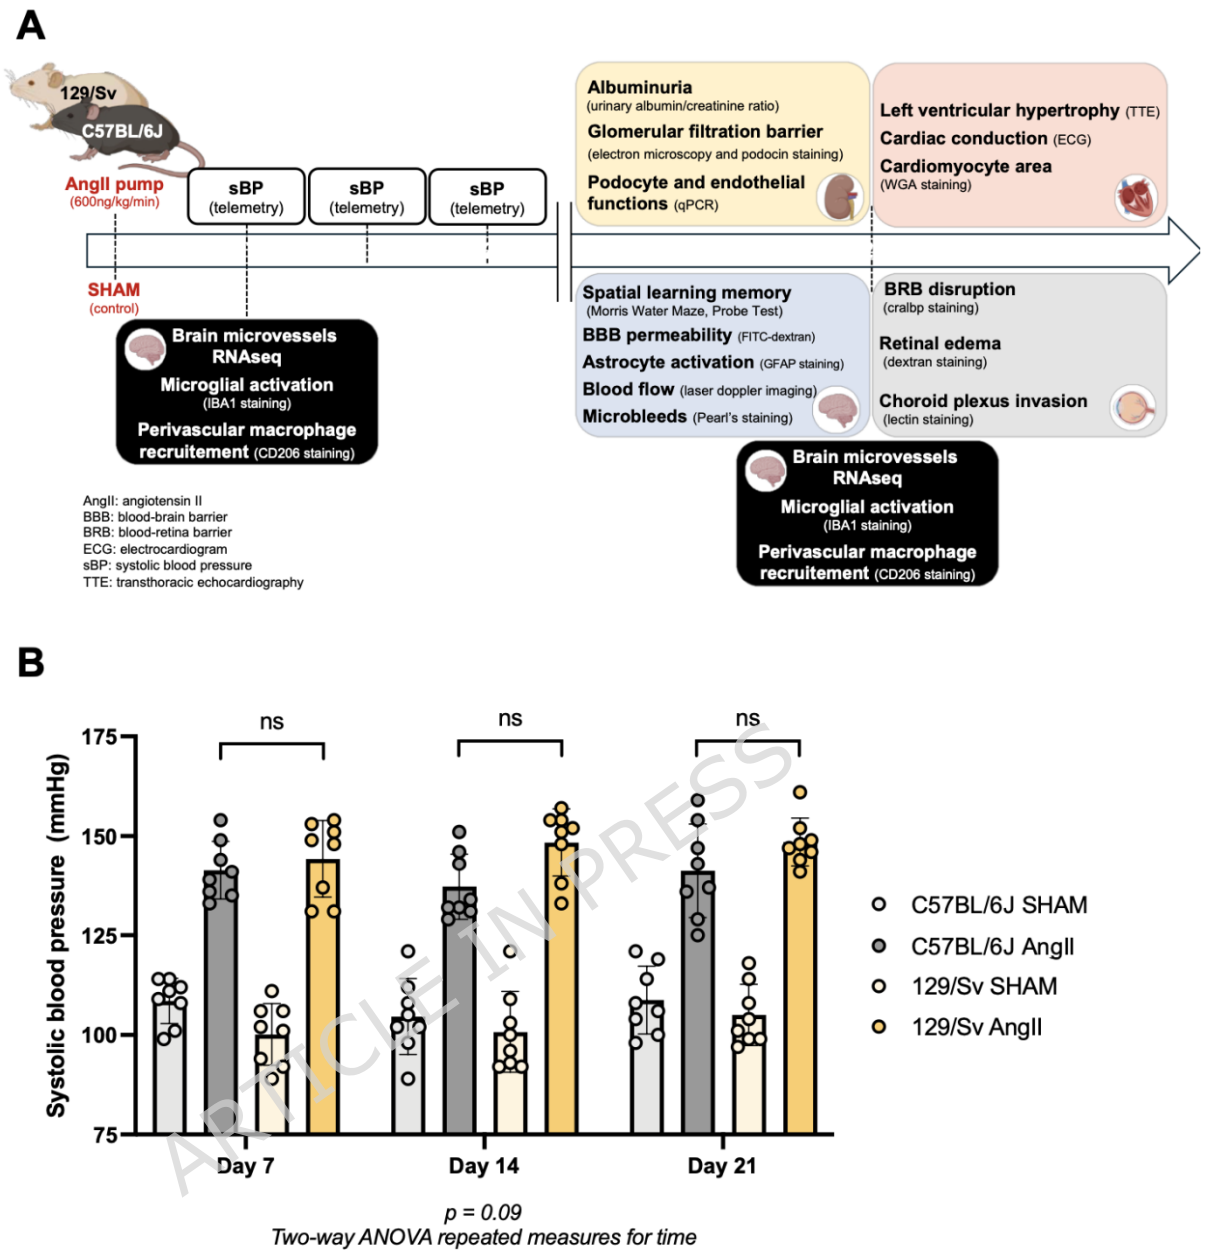 A
129/Sv
C57BL/6J
AngII pump
(600ng/kg/min)
sBP
(telemetry)
sBP
(telemetry)
sBP
(telemetry)
SHAM
(control)
Albuminuria
(urinary albumin/creatinine ratio)
Glomerular filtration barrier
(electron microscopy and podocin staining)
Podocyte and endothelial
functions (qPCR)
Left ventricular hypertrophy (TTE)
Cardiac conduction (ECG)
Cardiomyocyte area
(WGA staining)
Brain microvessels
RNAseq
Microglial activation
(IBA1 staining)
Perivascular macrophage
recruitement (CD206 staining)
Spatial learning memory
(Morris Water Maze, Probe Test)
BBB permeability (FITC-dextran)
Astrocyte activation (GFAP staining)
Blood flow (laser doppler imaging)
Microbleeds (Pearl's staining)
BRB disruption
(cralbp staining)
Retinal edema
(dextran staining)
Choroid plexus invasion
(lectin staining)
Brain microvessels
RNAseq
Microglial activation
(IBA1 staining)
Perivascular macrophage
recruitement (CD206 staining)
AngII: angiotensin II
BBB: blood-brain barrier
BRB: blood-retina barrier
ECG: electrocardiogram
sBP: systolic blood pressure
TTE: transthoracic echocardiography
B
Systolic blood pressure (mmHg)
175
150
125
100
75
ns
ns
ns
Day 7
Day 14
Day 21
C57BL/6J SHAM
C57BL/6J AngII
129/Sv SHAM
129/Sv AngII
p = 0.09
Two-way ANOVA repeated measures for time
ARTICLE IN PRESS